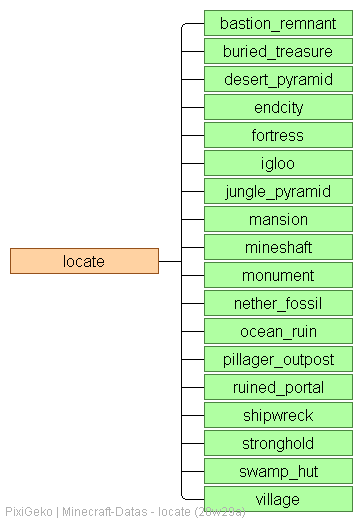 bastion_remnant
buried_treasure
desert_pyramid
endcity
fortress
igloo
jungle_pyramid
mansion
mineshaft
locate
monument
nether_fossil
ocean_ruin
pillager_outpost
ruined_portal
shipwreck
stronghold
swamp_hut
village
PixiGeko | Minecraft-Datas - locate (20w29a)